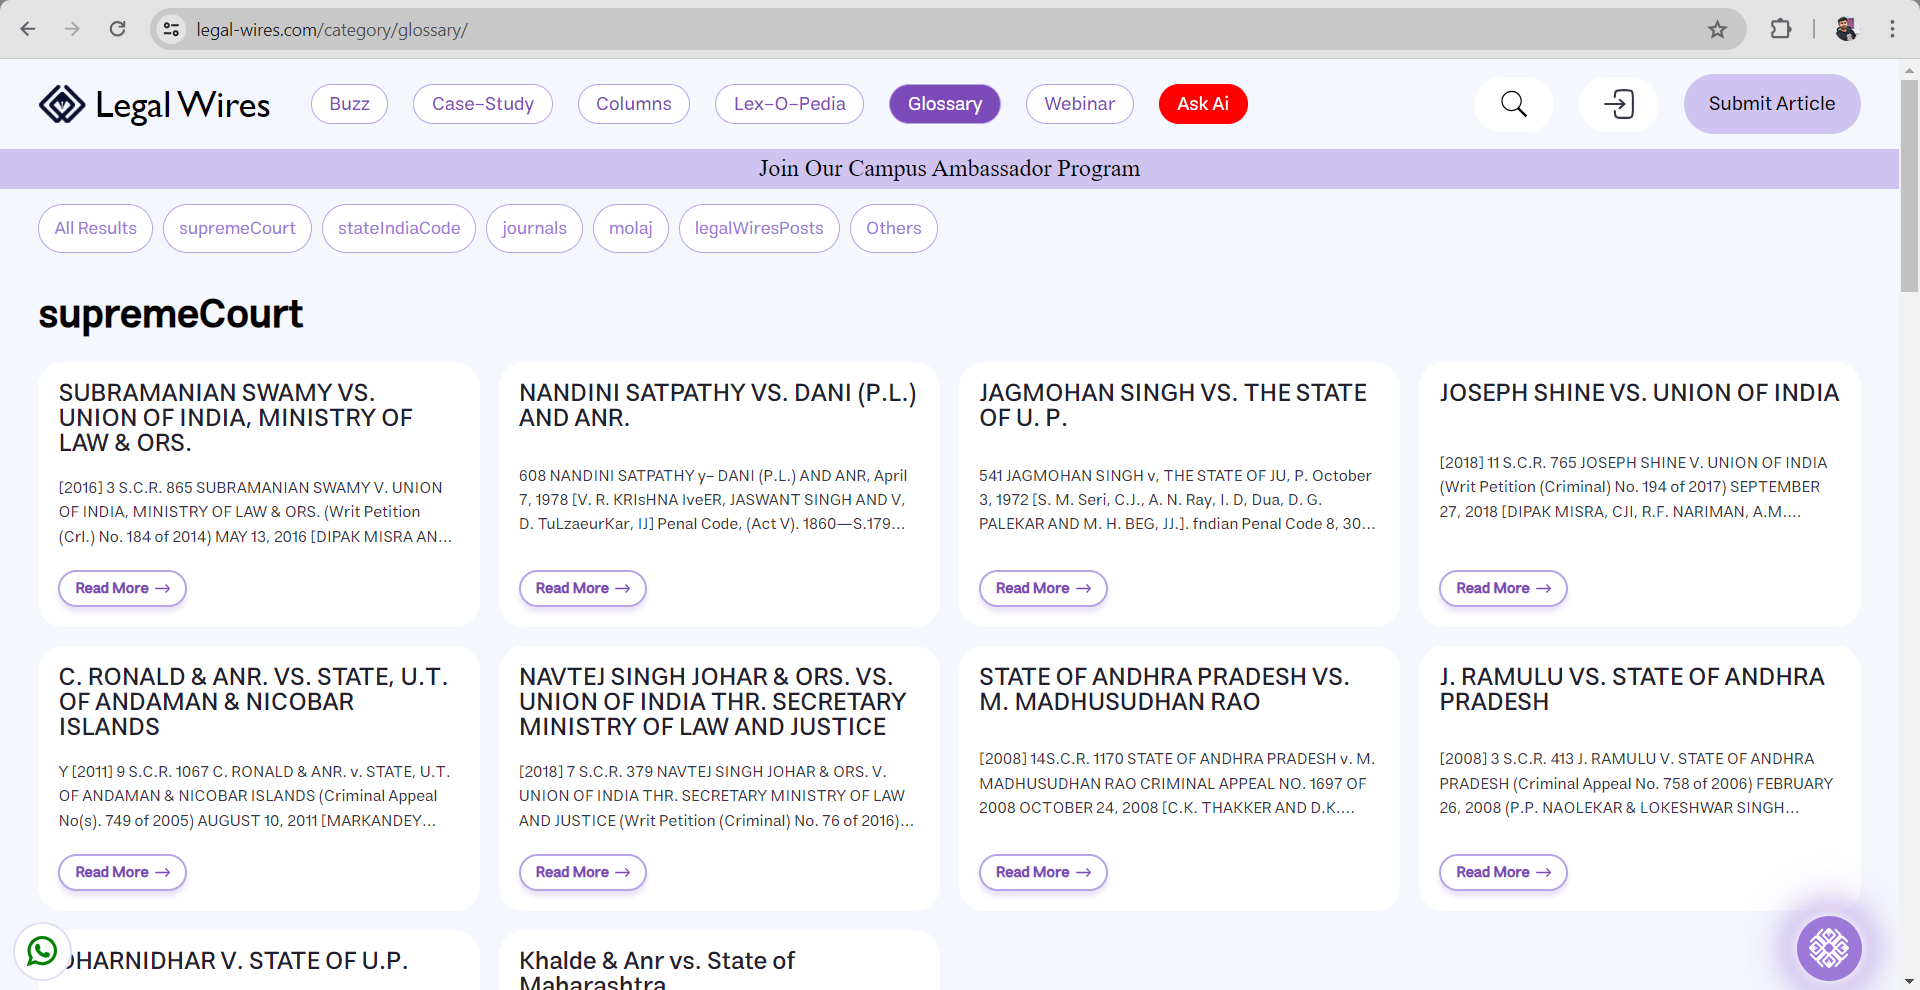 legal-wires.com/category/glossary/
Legal Wires
Buzz
Case-Study
Columns
Lex-O-Pedia
Glossary
Webinar
Ask Ai
Submit Article
Join Our Campus Ambassador Program
All Results
supremeCourt
stateIndiaCode
journals
molaj
legalWiresPosts
Others
supremeCourt
SUBRAMANIAN SWAMY VS.
UNION OF INDIA, MINISTRY OF
LAW & ORS.
[2016] 3 S.C.R. 865 SUBRAMANIAN SWAMY V. UNION
OF INDIA, MINISTRY OF LAW & ORS. (Writ Petition
(Crl.) No. 184 of 2014) MAY 13, 2016 [DIPAK MISRA AN...
Read More →
NANDINI SATPATHY VS. DANI (P.L.)
AND ANR.
608 NANDINI SATPATHY y- DANI (P.L.) AND ANR, April
7, 1978 [V. R. KRIsHNA IveER, JASWANT SINGH AND V,
D. TuLzaeurKar, IJ] Penal Code, (Act V). 1860—S.179...
Read More →
JAGMOHAN SINGH VS. THE STATE
OF U. P.
541 JAGMOHAN SINGH v, THE STATE OF JU, P. October
3, 1972 [S. M. Seri, C.J., A. N. Ray, I. D, Dua, D. G.
PALEKAR AND M. H. BEG, JJ.]. fndian Penal Code 8, 30...
Read More →
JOSEPH SHINE VS. UNION OF INDIA
[2018] 11 S.C.R. 765 JOSEPH SHINE V. UNION OF INDIA
(Writ Petition (Criminal) No. 194 of 2017) SEPTEMBER
27, 2018 [DIPAK MISRA, CJI, R.F. NARIMAN, A.M....
Read More →
C. RONALD & ANR. VS. STATE, U.T.
OF ANDAMAN & NICOBAR
ISLANDS
Y [2011] 9 S.C.R. 1067 C. RONALD & ANR. v. STATE, U.T.
OF ANDAMAN & NICOBAR ISLANDS (Criminal Appeal
No(s). 749 of 2005) AUGUST 10, 2011 [MARKANDEY...
Read More →
NAVTEJ SINGH JOHAR & ORS. VS.
UNION OF INDIA THR. SECRETARY
MINISTRY OF LAW AND JUSTICE
[2018] 7 S.C.R. 379 NAVTEJ SINGH JOHAR & ORS. V.
UNION OF INDIA THR. SECRETARY MINISTRY OF LAW
AND JUSTICE (Writ Petition (Criminal) No. 76 of 2016)...
Read More →
STATE OF ANDHRA PRADESH VS.
M. MADHUSUDHAN RAO
[2008] 14S.C.R. 1170 STATE OF ANDHRA PRADESH v. M.
MADHUSUDHAN RAO CRIMINAL APPEAL NO. 1697 OF
2008 OCTOBER 24, 2008 [C.K. THAKKER AND D.K....
Read More →
J. RAMULU VS. STATE OF ANDHRA
PRADESH
[2008] 3 S.C.R. 413 J. RAMULU V. STATE OF ANDHRA
PRADESH (Criminal Appeal No. 758 of 2006) FEBRUARY
26, 2008 (P.P. NAOLEKAR & LOKESHWAR SINGH...
Read More →
DHARNIDHAR V. STATE OF U.P.
Khalde & Anr vs. State of
Maharashtra